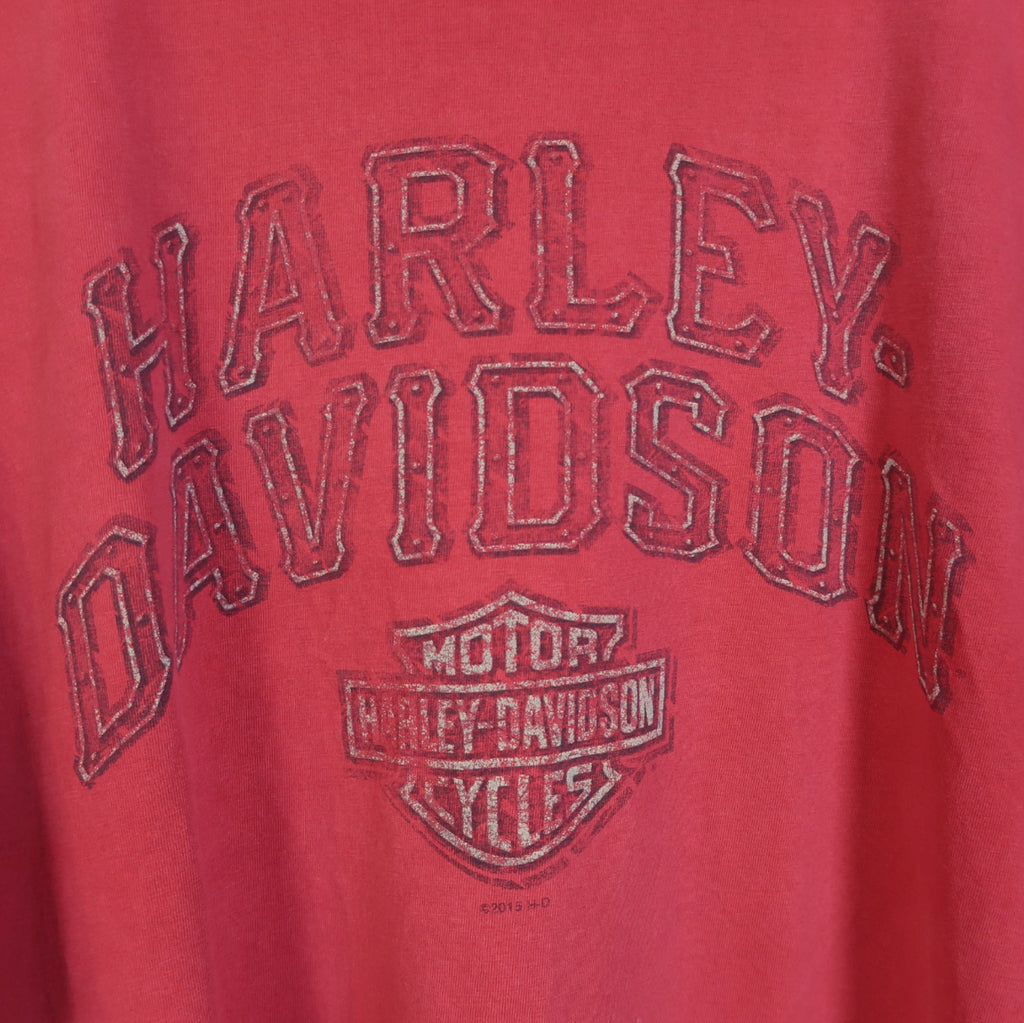 HARLEY-
DAVIDSON
MOTOR
HARLEY-DAVIDSON
CYCLES
©2015 H-D